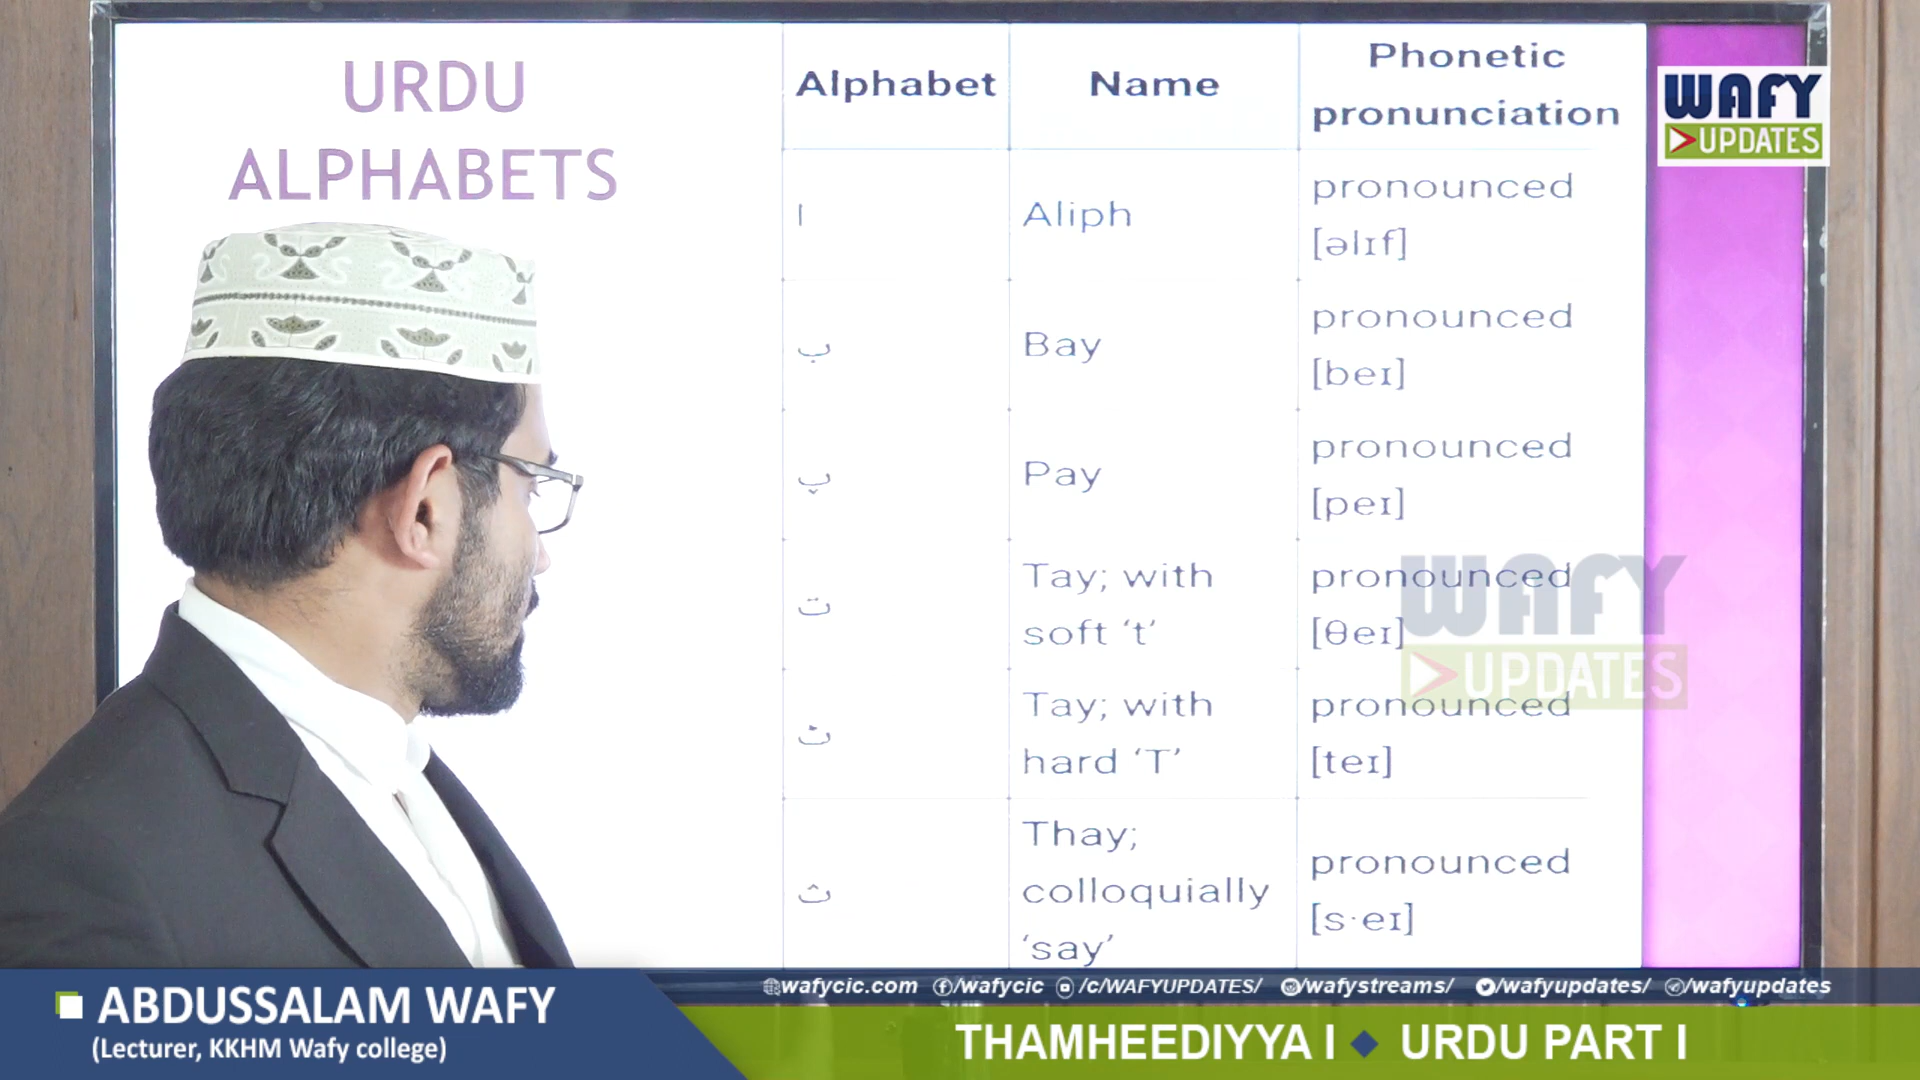 URDU
ALPHABETS
Alphabet
Name
Phonetic
pronunciation
ا
Aliph
pronounced
[əlɪf]
ب
Bay
pronounced
[beɪ]
پ
Pay
pronounced
[peɪ]
ت
Tay; with
soft ‘t’
pronounced
[θeɪ]
ٹ
Tay; with
hard ‘T’
pronounced
[teɪ]
ث
Thay;
colloquially
‘say’
pronounced
[s·eɪ]
WAFY
UPDATES
WAFY
UPDATES
wafycic.com /wafycic /c/WAFYUPDATES/ /wafystreams/ /wafyupdates/ /wafyupdates
ABDUSSALAM WAFY
(Lecturer, KKHM Wafy college)
THAMHEEDIYYA I ◆ URDU PART I